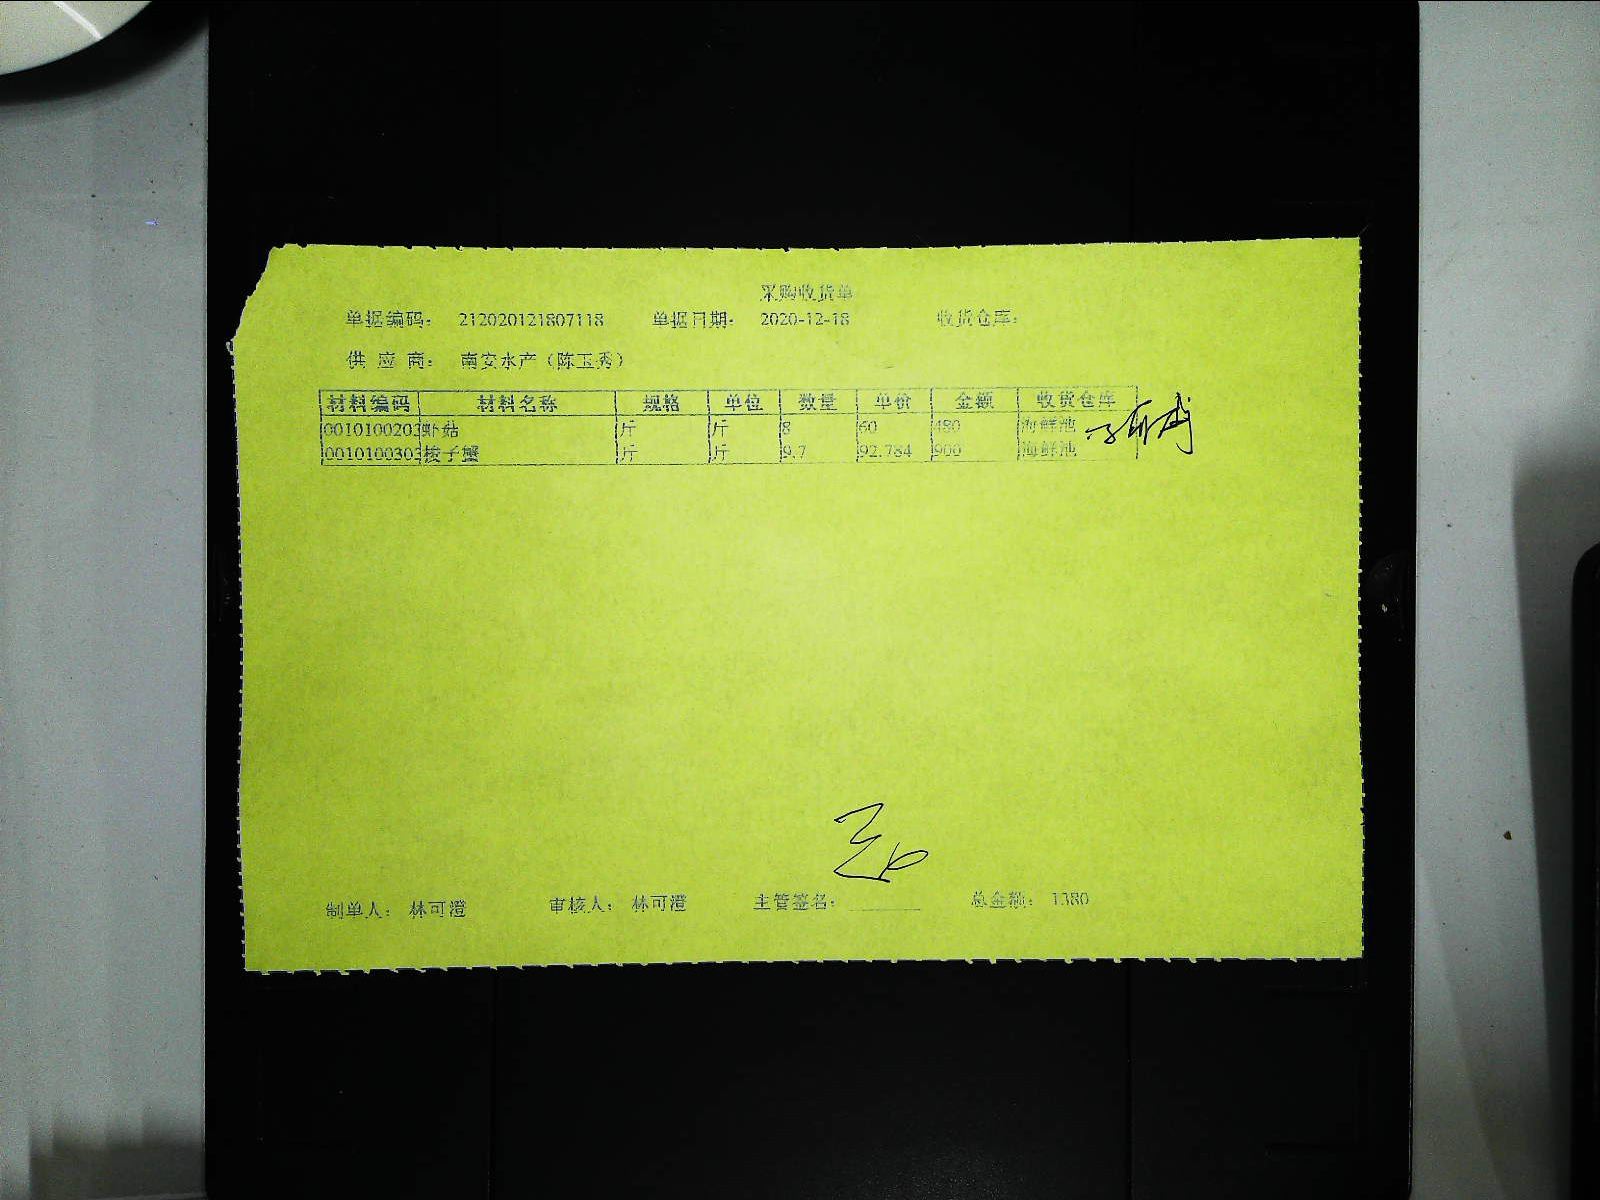 采购收货单
单据编码： 212020121807118 单据日期： 2020-12-18 收货仓库：
供 应 商： 南安水产（陈玉秀）
材料编码 材料名称 规格 单位 数量 单价 金额 收货仓库
0010100203 虾菇 斤 斤 8 60 480 海鲜池
0010100303 梭子蟹 斤 斤 9.7 92.784 900 海鲜池
制单人： 林可澄 审核人： 林可澄 主管签名： 总金额： 1380